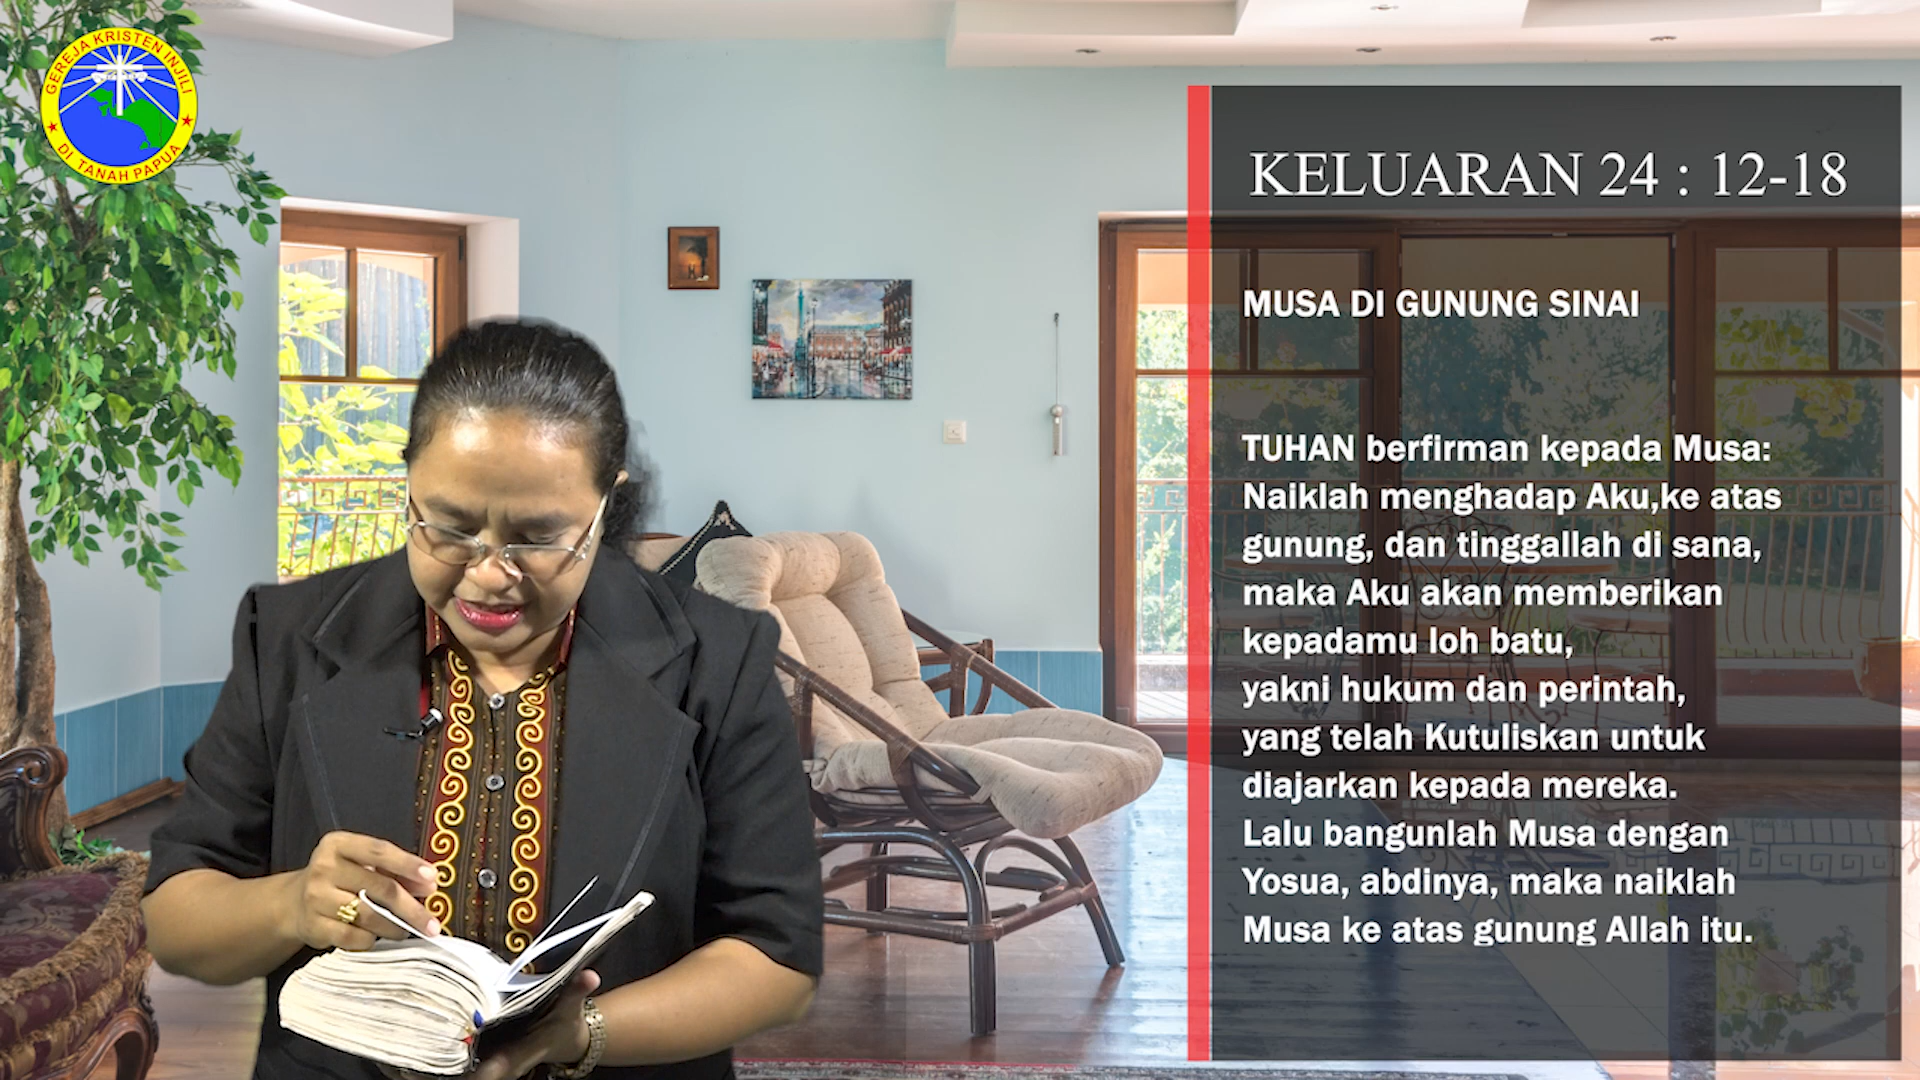 GEREJA KRISTEN INJILI
DI TANAH PAPUA
KELUARAN 24 : 12-18
MUSA DI GUNUNG SINAI
TUHAN berfirman kepada Musa:
Naiklah menghadap Aku,ke atas
gunung, dan tinggallah di sana,
maka Aku akan memberikan
kepadamu loh batu,
yakni hukum dan perintah,
yang telah Kutuliskan untuk
diajarkan kepada mereka.
Lalu bangunlah Musa dengan
Yosua, abdinya, maka naiklah
Musa ke atas gunung Allah itu.